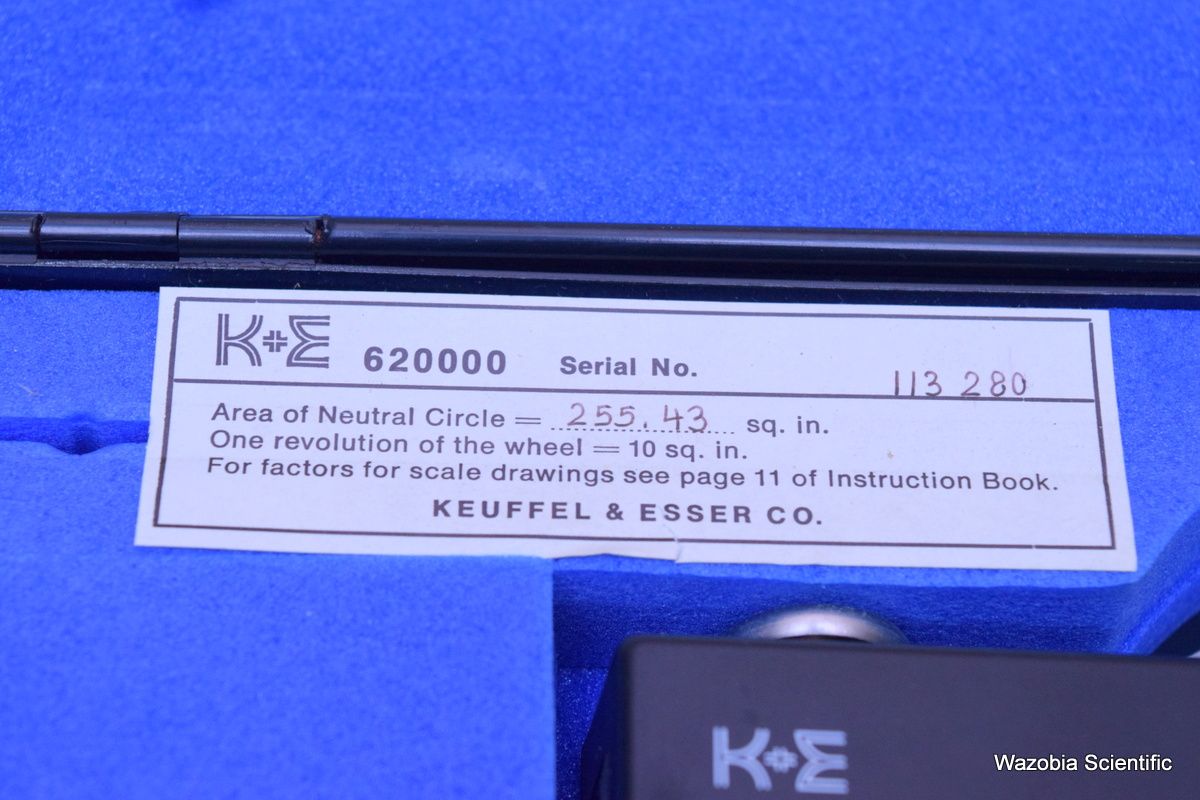 K+E 620000 Serial No. 113 280
Area of Neutral Circle = 255.43 sq. in.
One revolution of the wheel = 10 sq. in.
For factors for scale drawings see page 11 of Instruction Book.
KEUFFEL & ESSER CO.
K+E
Wazobia Scientific